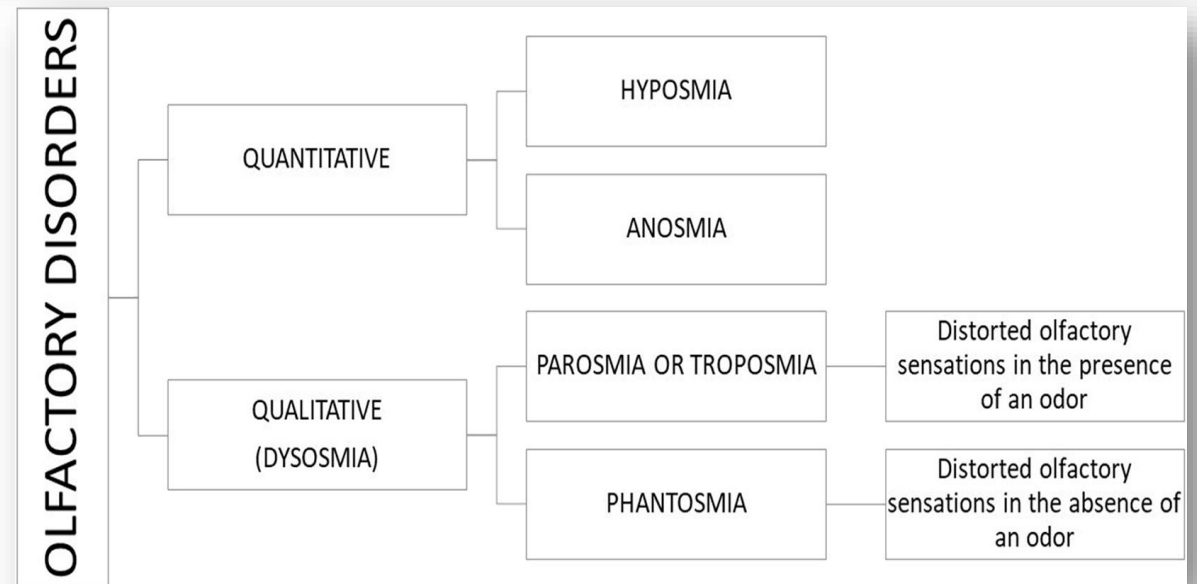 OLFACTORY DISORDERS
QUANTITATIVE
HYPOSMIA
ANOSMIA
QUALITATIVE
(DYSOSMIA)
PAROSMIA OR TROPOSMIA
Distorted olfactory
sensations in the presence
of an odor
PHANTOSMIA
Distorted olfactory
sensations in the absence of
an odor